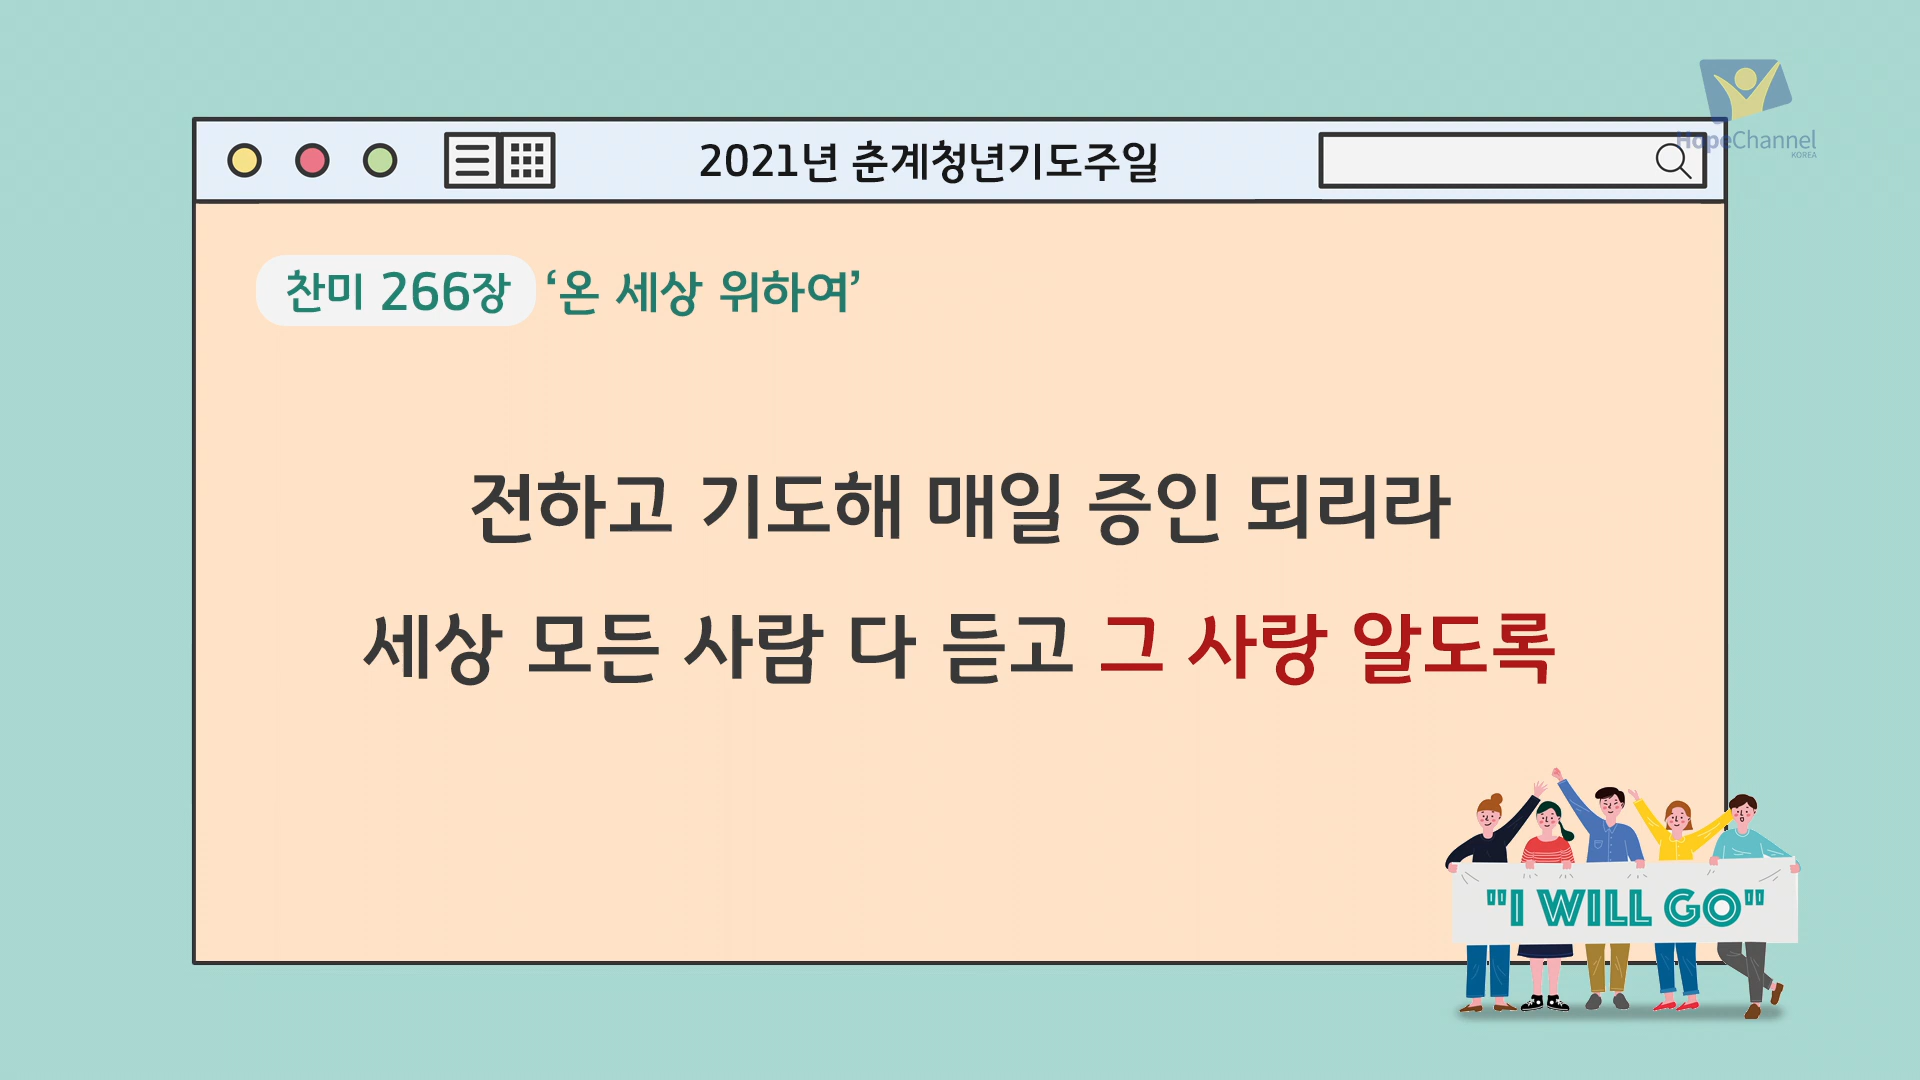 HopeChannel
KOREA
2021년 춘계청년기도주일
찬미 266장 ‘온 세상 위하여’
전하고 기도해 매일 증인 되리라
세상 모든 사람 다 듣고 그 사랑 알도록
"I WILL GO"